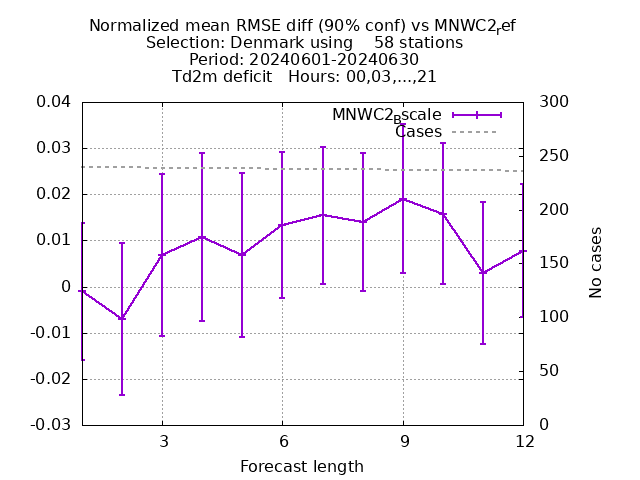 Normalized mean RMSE diff (90% conf) vs MNWC2ref
Selection: Denmark using    58 stations
Period: 20240601-20240630
Td2m deficit   Hours: 00,03,...,21
MNWC2Bscale
Cases
0.04
0.03
0.02
0.01
0
-0.01
-0.02
-0.03
300
250
200
150
100
50
0
No cases
3 6 9 12
Forecast length